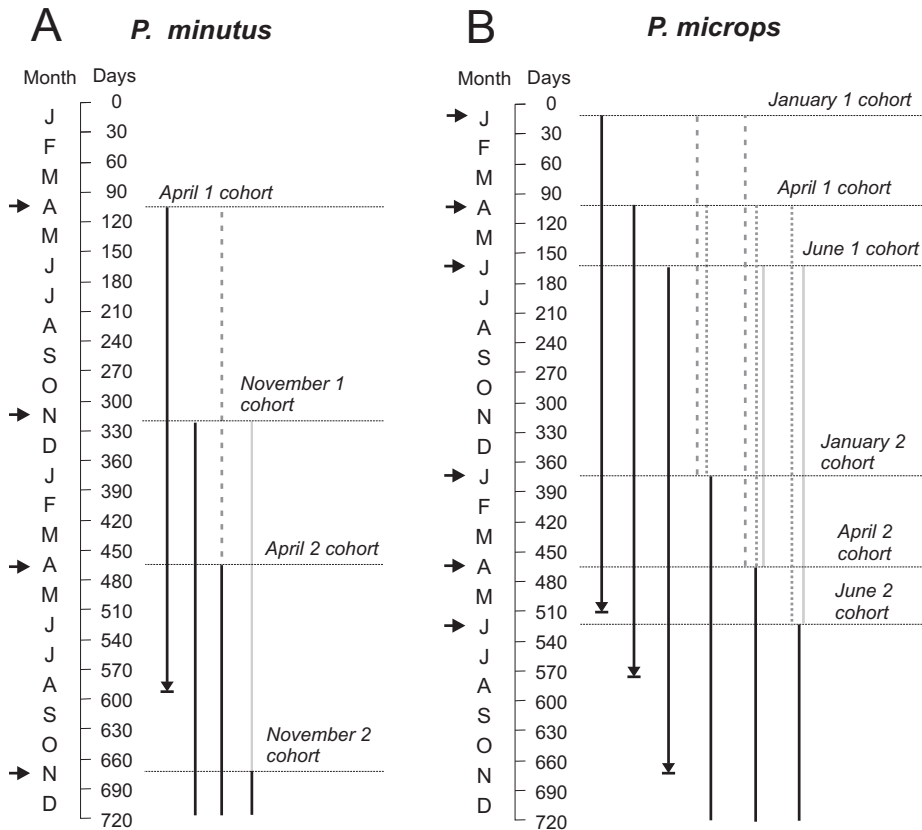 A P. minutus
Month Days
J
F
M
A
M
J
J
A
S
O
N
D
J
F
M
A
M
J
J
A
S
O
N
D
0
30
60
90
120
150
180
210
240
270
300
330
360
390
420
450
480
510
540
570
600
630
660
690
720
April 1 cohort
November 1
cohort
April 2 cohort
November 2
cohort
B P. microps
Month Days
J
F
M
A
M
J
J
A
S
O
N
D
J
F
M
A
M
J
J
A
S
O
N
D
0
30
60
90
120
150
180
210
240
270
300
330
360
390
420
450
480
510
540
570
600
630
660
690
720
January 1 cohort
April 1 cohort
June 1 cohort
January 2
cohort
April 2
cohort
June 2
cohort